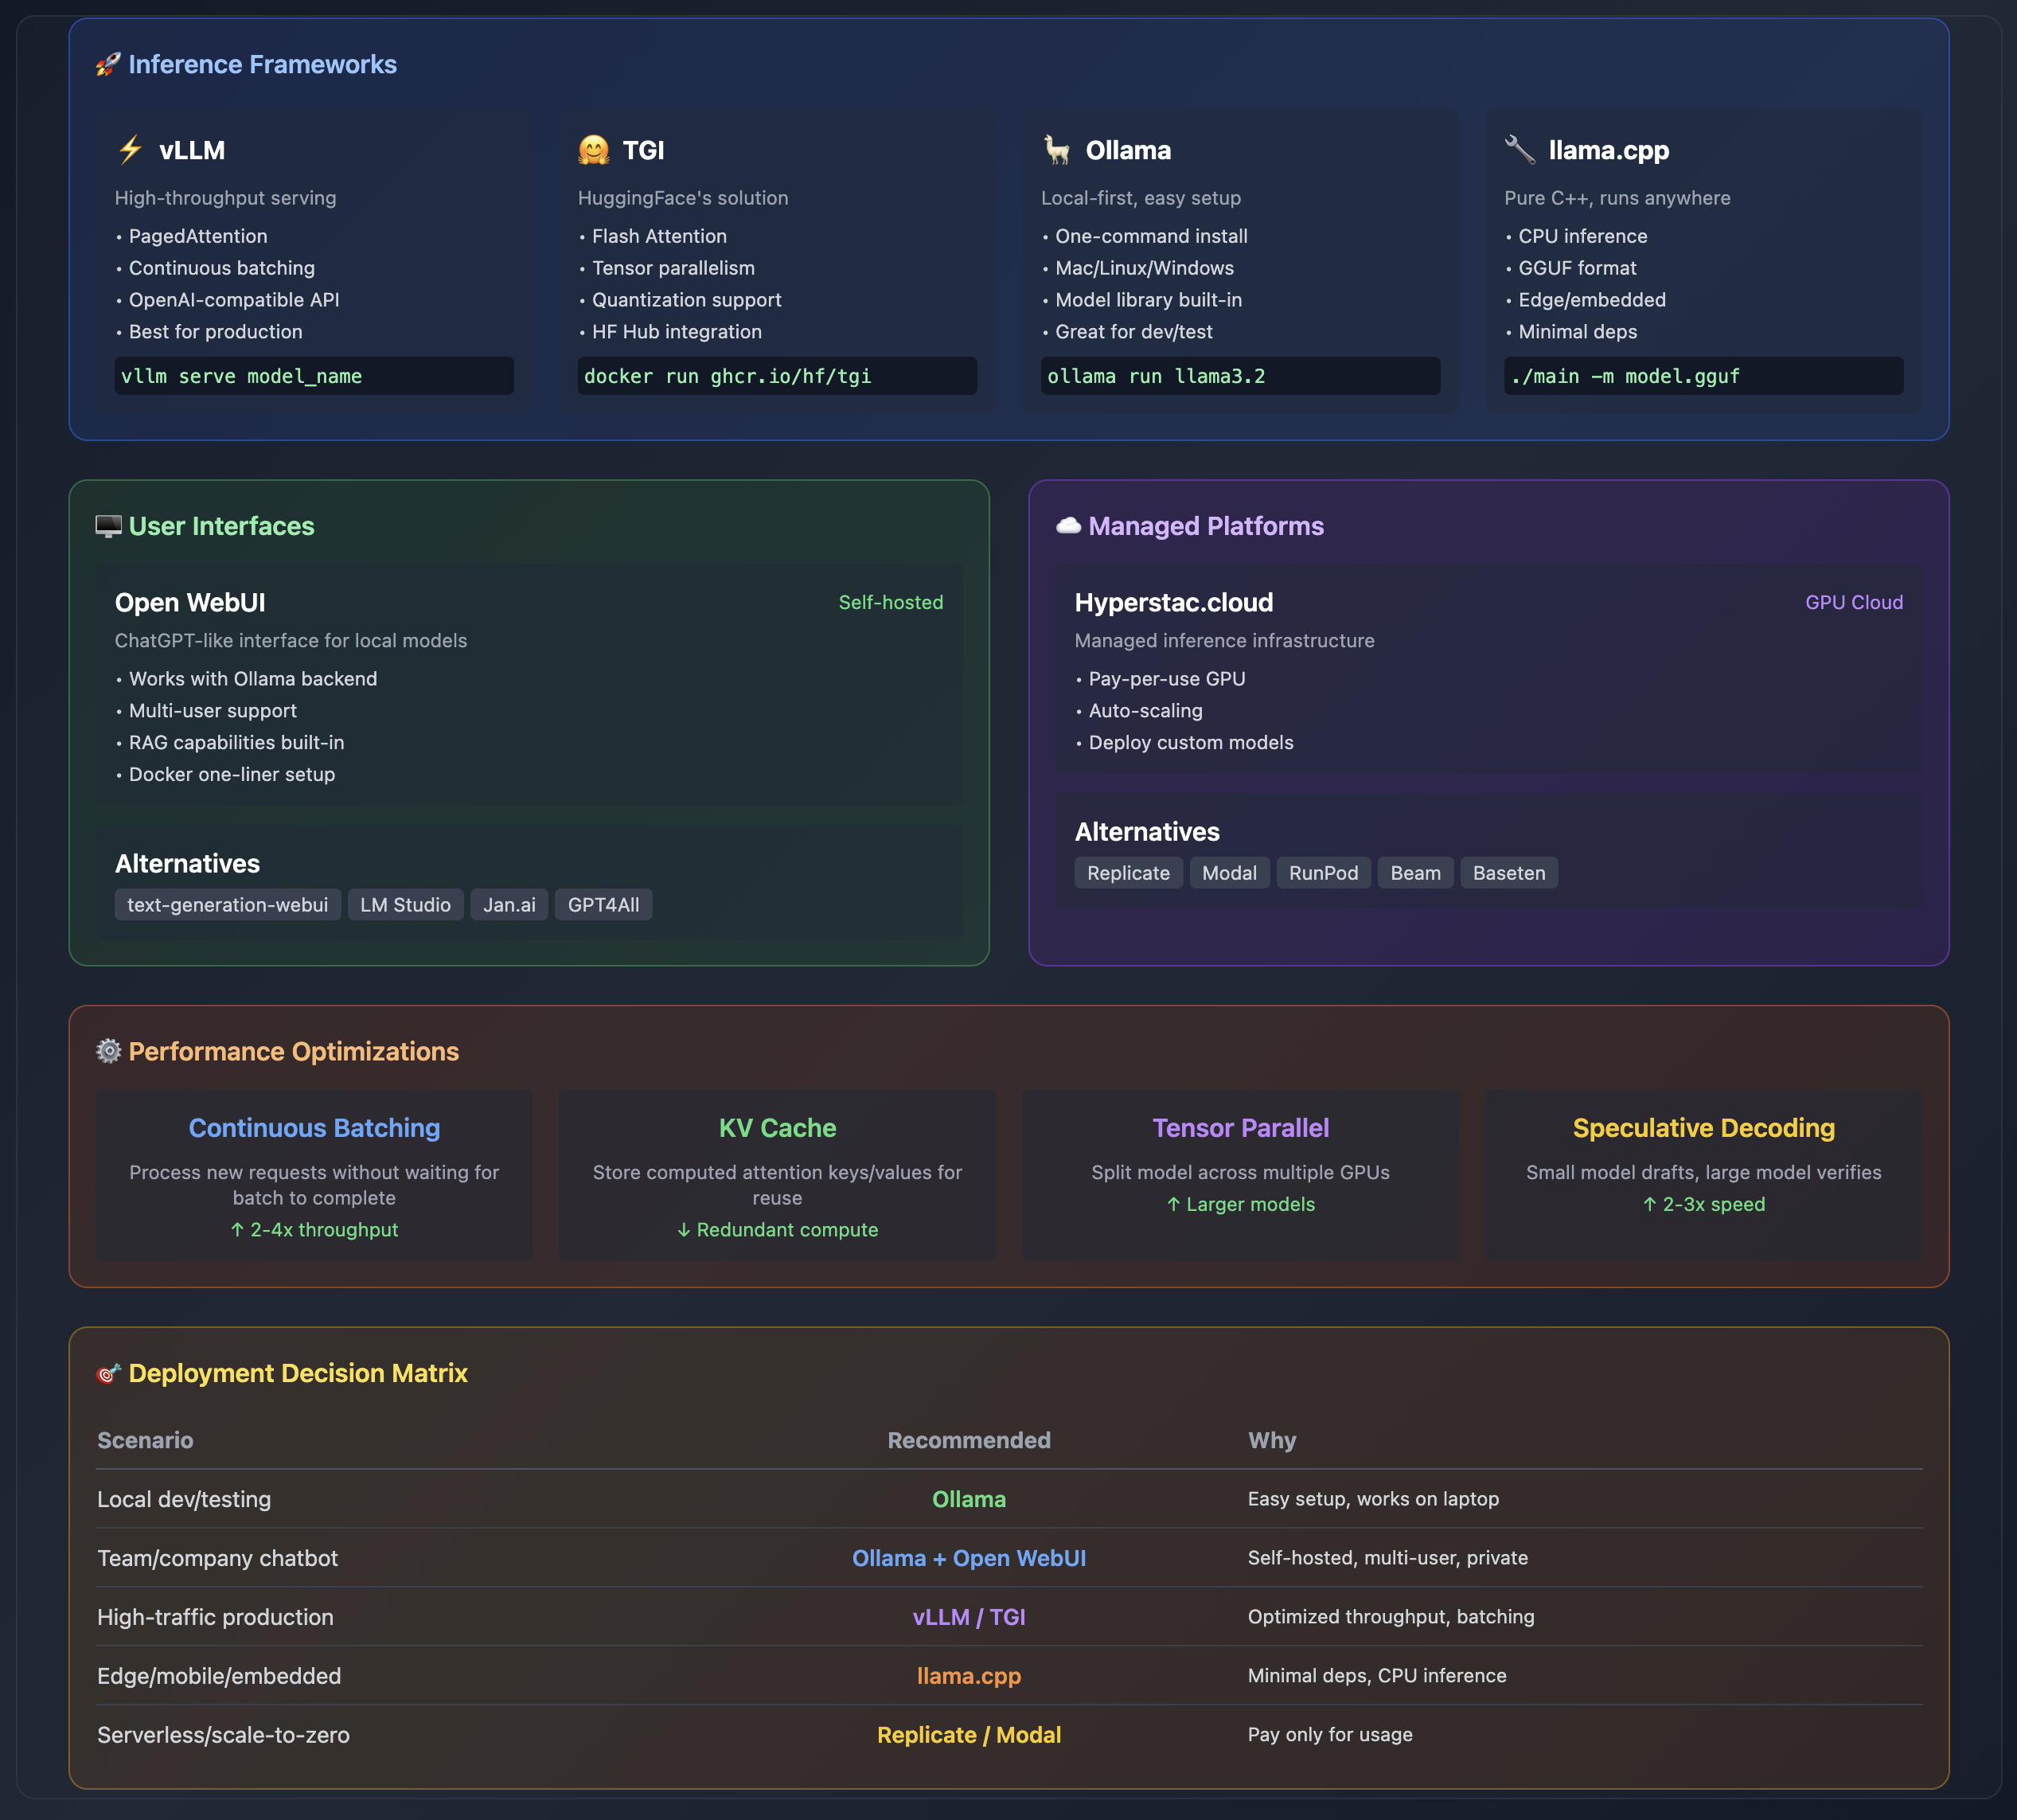 🚀 Inference Frameworks
⚡ vLLM
High-throughput serving
• PagedAttention
• Continuous batching
• OpenAI-compatible API
• Best for production
vllm serve model_name
🤗 TGI
HuggingFace's solution
• Flash Attention
• Tensor parallelism
• Quantization support
• HF Hub integration
docker run ghcr.io/hf/tgi
🦙 Ollama
Local-first, easy setup
• One-command install
• Mac/Linux/Windows
• Model library built-in
• Great for dev/test
ollama run llama3.2
🔧 llama.cpp
Pure C++, runs anywhere
• CPU inference
• GGUF format
• Edge/embedded
• Minimal deps
./main -m model.gguf
🖥️ User Interfaces
Open WebUI
Self-hosted
ChatGPT-like interface for local models
• Works with Ollama backend
• Multi-user support
• RAG capabilities built-in
• Docker one-liner setup
Alternatives
text-generation-webui LM Studio Jan.ai GPT4All
☁️ Managed Platforms
Hyperstac.cloud
GPU Cloud
Managed inference infrastructure
• Pay-per-use GPU
• Auto-scaling
• Deploy custom models
Alternatives
Replicate Modal RunPod Beam Baseten
⚙️ Performance Optimizations
Continuous Batching
Process new requests without waiting for
batch to complete
↑ 2-4x throughput
KV Cache
Store computed attention keys/values for
reuse
↓ Redundant compute
Tensor Parallel
Split model across multiple GPUs
↑ Larger models
Speculative Decoding
Small model drafts, large model verifies
↑ 2-3x speed
🎯 Deployment Decision Matrix
Scenario Recommended Why
Local dev/testing Ollama Easy setup, works on laptop
Team/company chatbot Ollama + Open WebUI Self-hosted, multi-user, private
High-traffic production vLLM / TGI Optimized throughput, batching
Edge/mobile/embedded llama.cpp Minimal deps, CPU inference
Serverless/scale-to-zero Replicate / Modal Pay only for usage